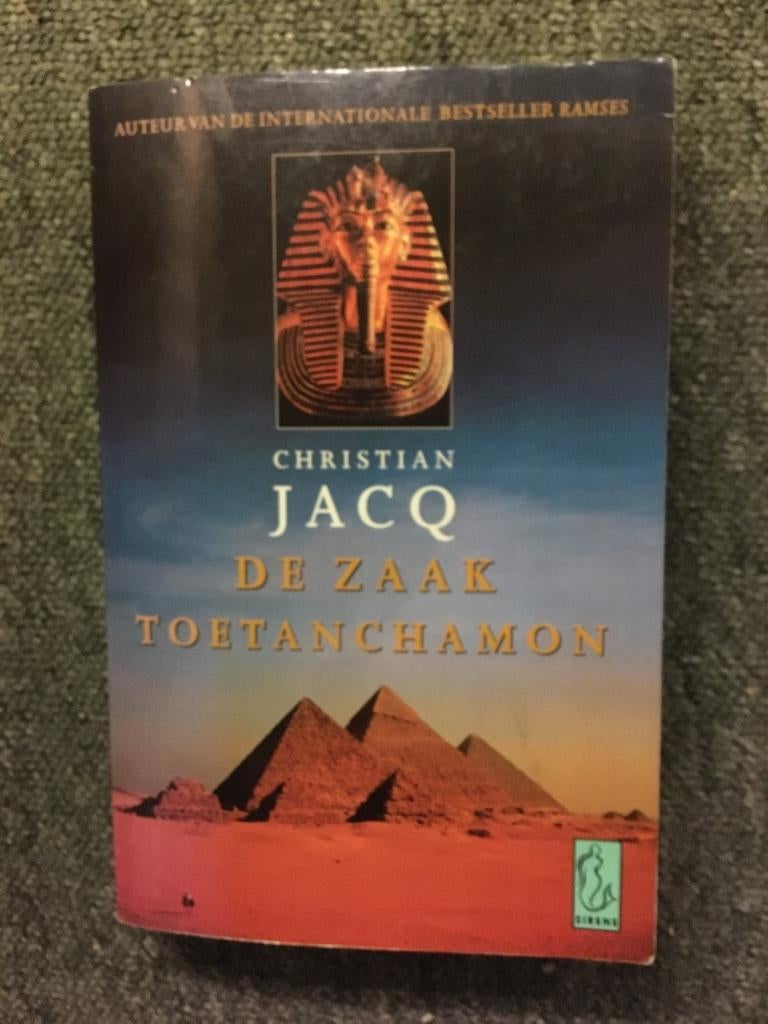 AUTEUR VAN DE INTERNATIONALE BESTSELLER RAMSES
CHRISTIAN
JACQ
DE ZAAK
TOETANCHAMON
SIRENE